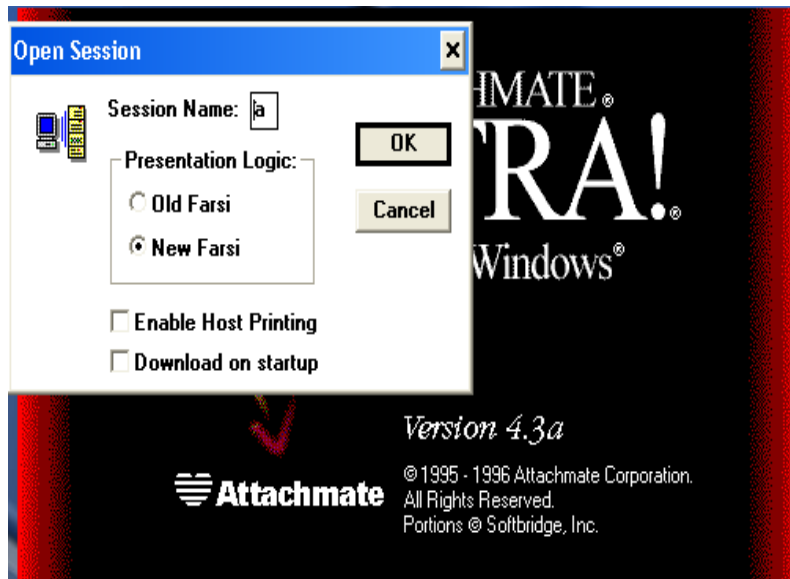 Open Session
Session Name: a
Presentation Logic:
Old Farsi
New Farsi
Enable Host Printing
Download on startup
OK
Cancel
HMATE®
TRA!®
Windows®
Version 4.3a
Attachmate
©1995 - 1996 Attachmate Corporation.
All Rights Reserved.
Portions © Softbridge, Inc.